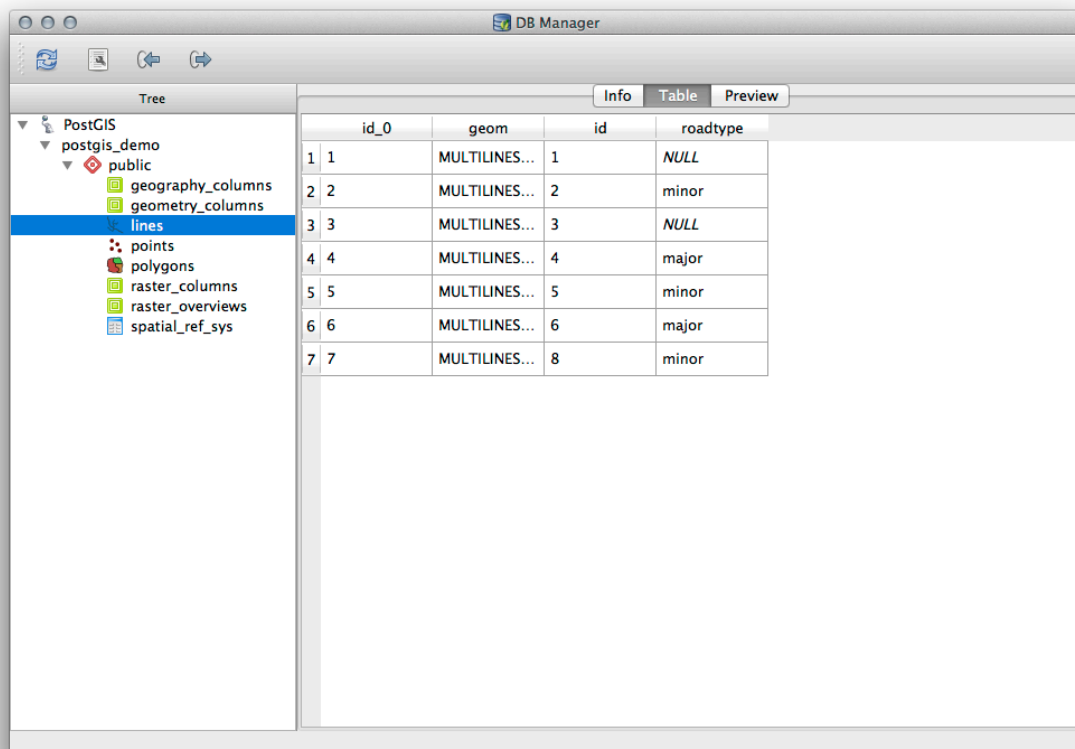 DB Manager
Tree
Info Table Preview
PostGIS
postgis_demo
public
geography_columns
geometry_columns
lines
points
polygons
raster_columns
raster_overviews
spatial_ref_sys
id_0 geom id roadtype
1 1 MULTILINES... 1 NULL
2 2 MULTILINES... 2 minor
3 3 MULTILINES... 3 NULL
4 4 MULTILINES... 4 major
5 5 MULTILINES... 5 minor
6 6 MULTILINES... 6 major
7 7 MULTILINES... 8 minor